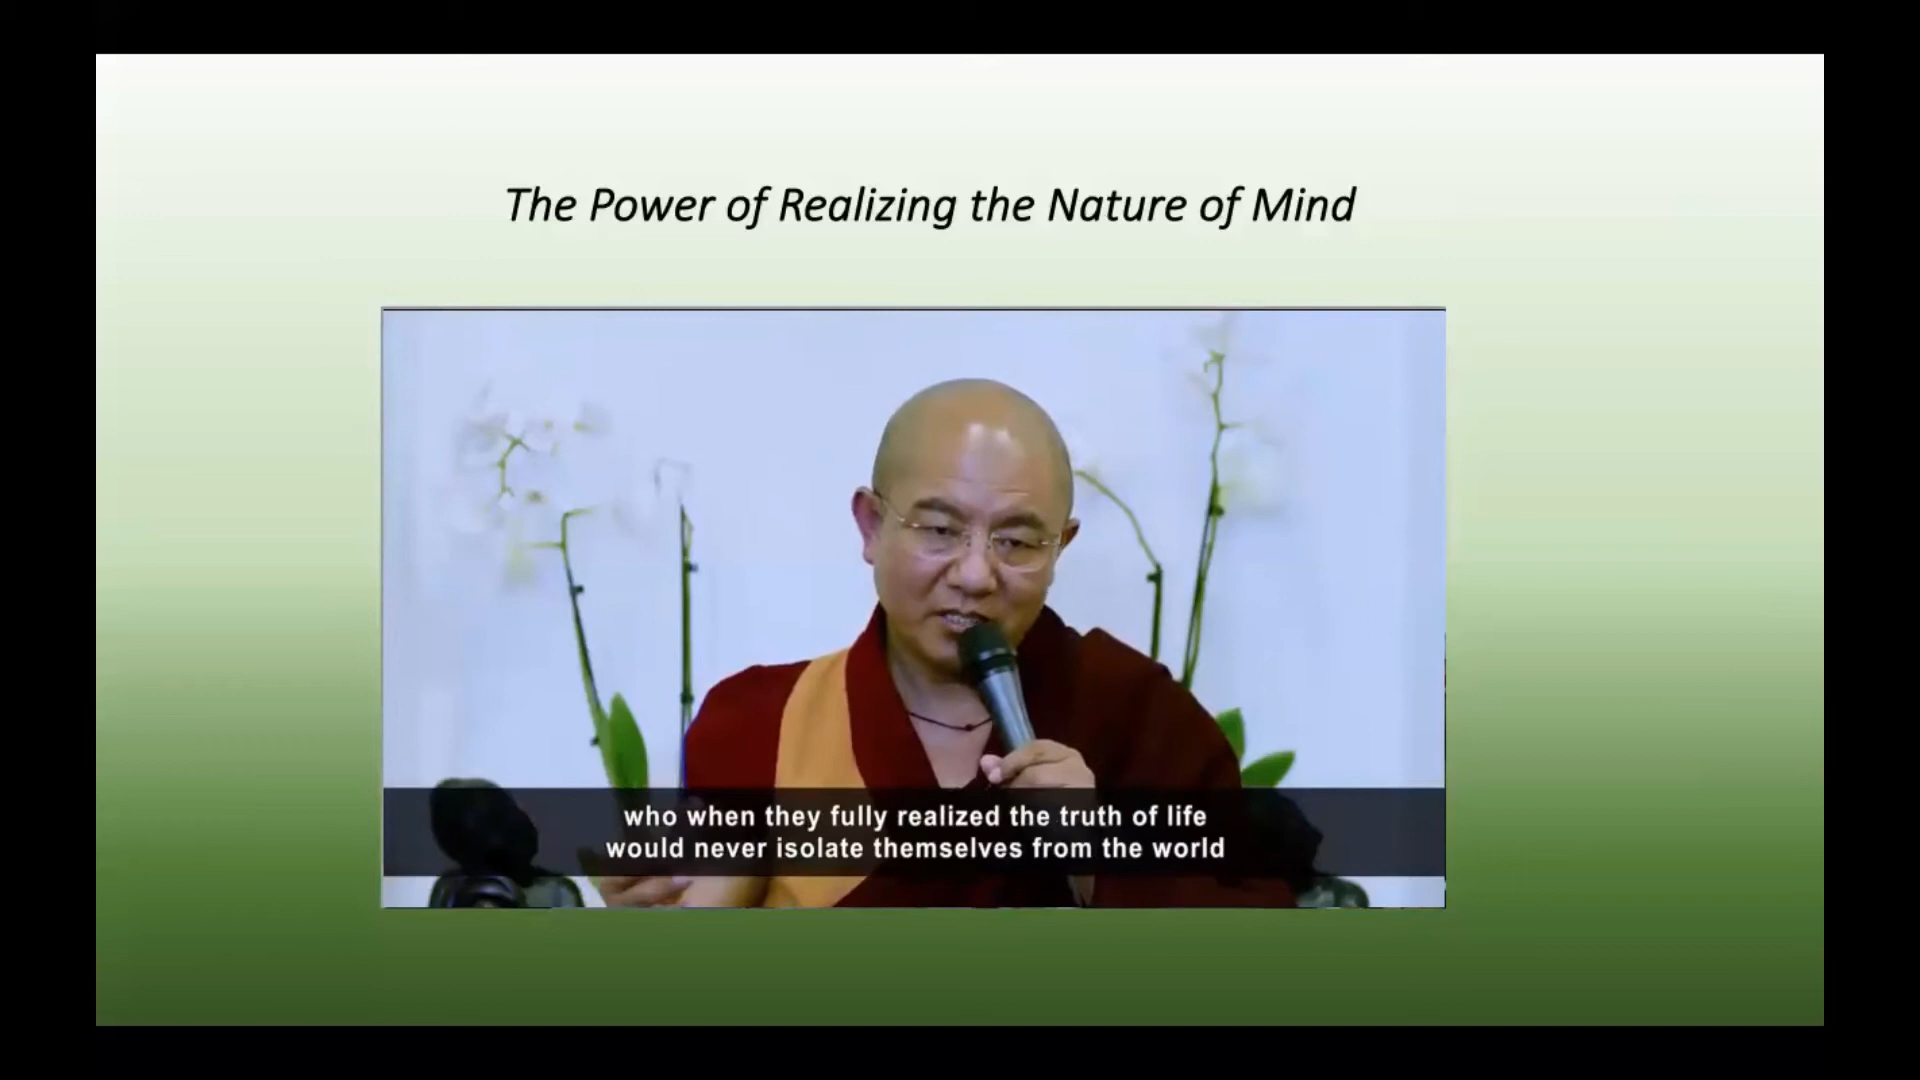 The Power of Realizing the Nature of Mind
who when they fully realized the truth of life
would never isolate themselves from the world